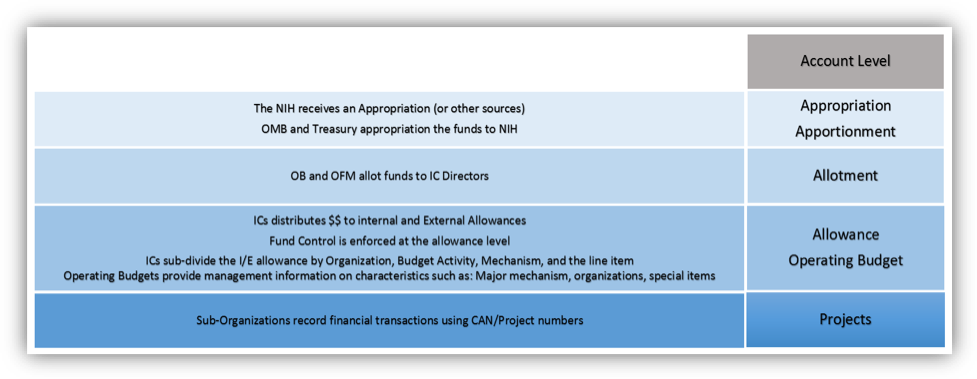 Account Level
The NIH receives an Appropriation (or other sources)
OMB and Treasury appropriation the funds to NIH
Appropriation
Apportionment
OB and OFM allot funds to IC Directors
Allotment
ICs distributes $$ to internal and External Allowances
Fund Control is enforced at the allowance level
ICs sub-divide the I/E allowance by Organization, Budget Activity, Mechanism, and the line item
Operating Budgets provide management information on characteristics such as: Major mechanism, organizations, special items
Allowance
Operating Budget
Sub-Organizations record financial transactions using CAN/Project numbers
Projects